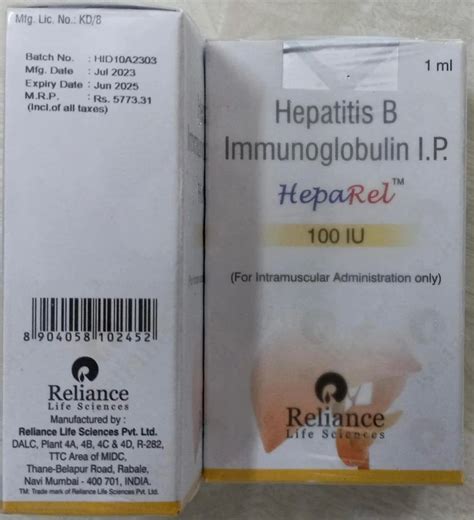 Mfg. Lic. No.: KD/8
Batch No. : HID10A2303
Mfg. Date : Jul 2023
Expiry Date : Jun 2025
M.R.P. : Rs. 5773.31
(Incl.of all taxes)
8 904058 102452
Reliance
Life Sciences
Manufactured by :
Reliance Life Sciences Pvt. Ltd.
DALC, Plant 4A, 4B, 4C & 4D, R-282,
TTC Area of MIDC,
Thane-Belapur Road, Rabale,
Navi Mumbai - 400 701, INDIA.
TM: Trade mark of Reliance Life Sciences Pvt. Ltd.
1 ml
Hepatitis B
Immunoglobulin I.P.
HepaRel™
100 IU
(For Intramuscular Administration only)
Reliance
Life Sciences